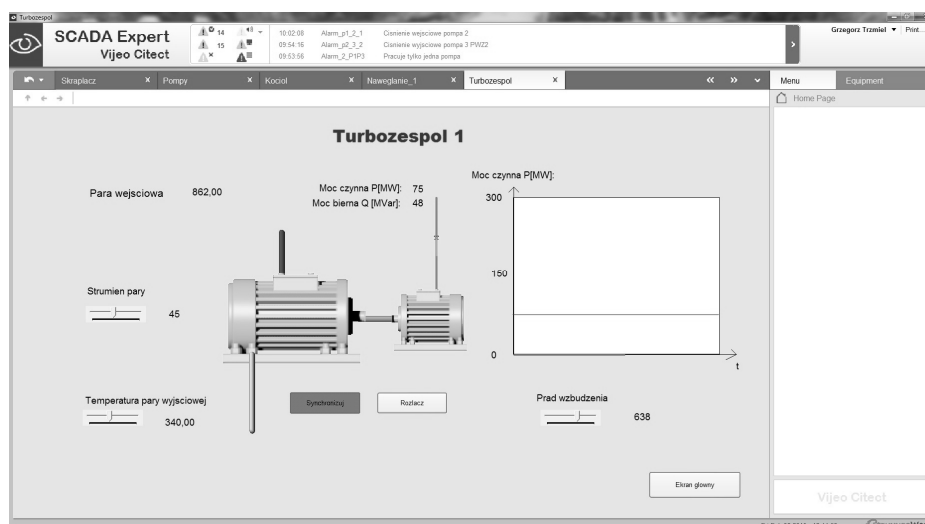 Turbozespol
SCADA Expert
Vijeo Citect
14
15
10:02:08 Alarm_p1_2_1 Cisnienie wejsciowe pompa 2
09:54:16 Alarm_p2_3_2 Cisnienie wyjsciowe pompa 3 PWZ2
09:53:56 Alarm_2_P1P3 Pracuje tylko jedna pompa
Grzegorz Trzmiel
Print...
Skraplacz x Pompy x Kociol x Naweglanie_1 x Turbozespol x
Menu Equipment
Home Page
Turbozespol 1
Para wejsciowa 862,00
Moc czynna P[MW]: 75
Moc bierna Q [MVar]: 48
Moc czynna P[MW]:
300
150
0
t
Strumien pary
45
Temperatura pary wyjsciowej
340,00
Synchronizuj
Rozlacz
Prad wzbudzenia
638
Ekran glowny
Vijeo Citect